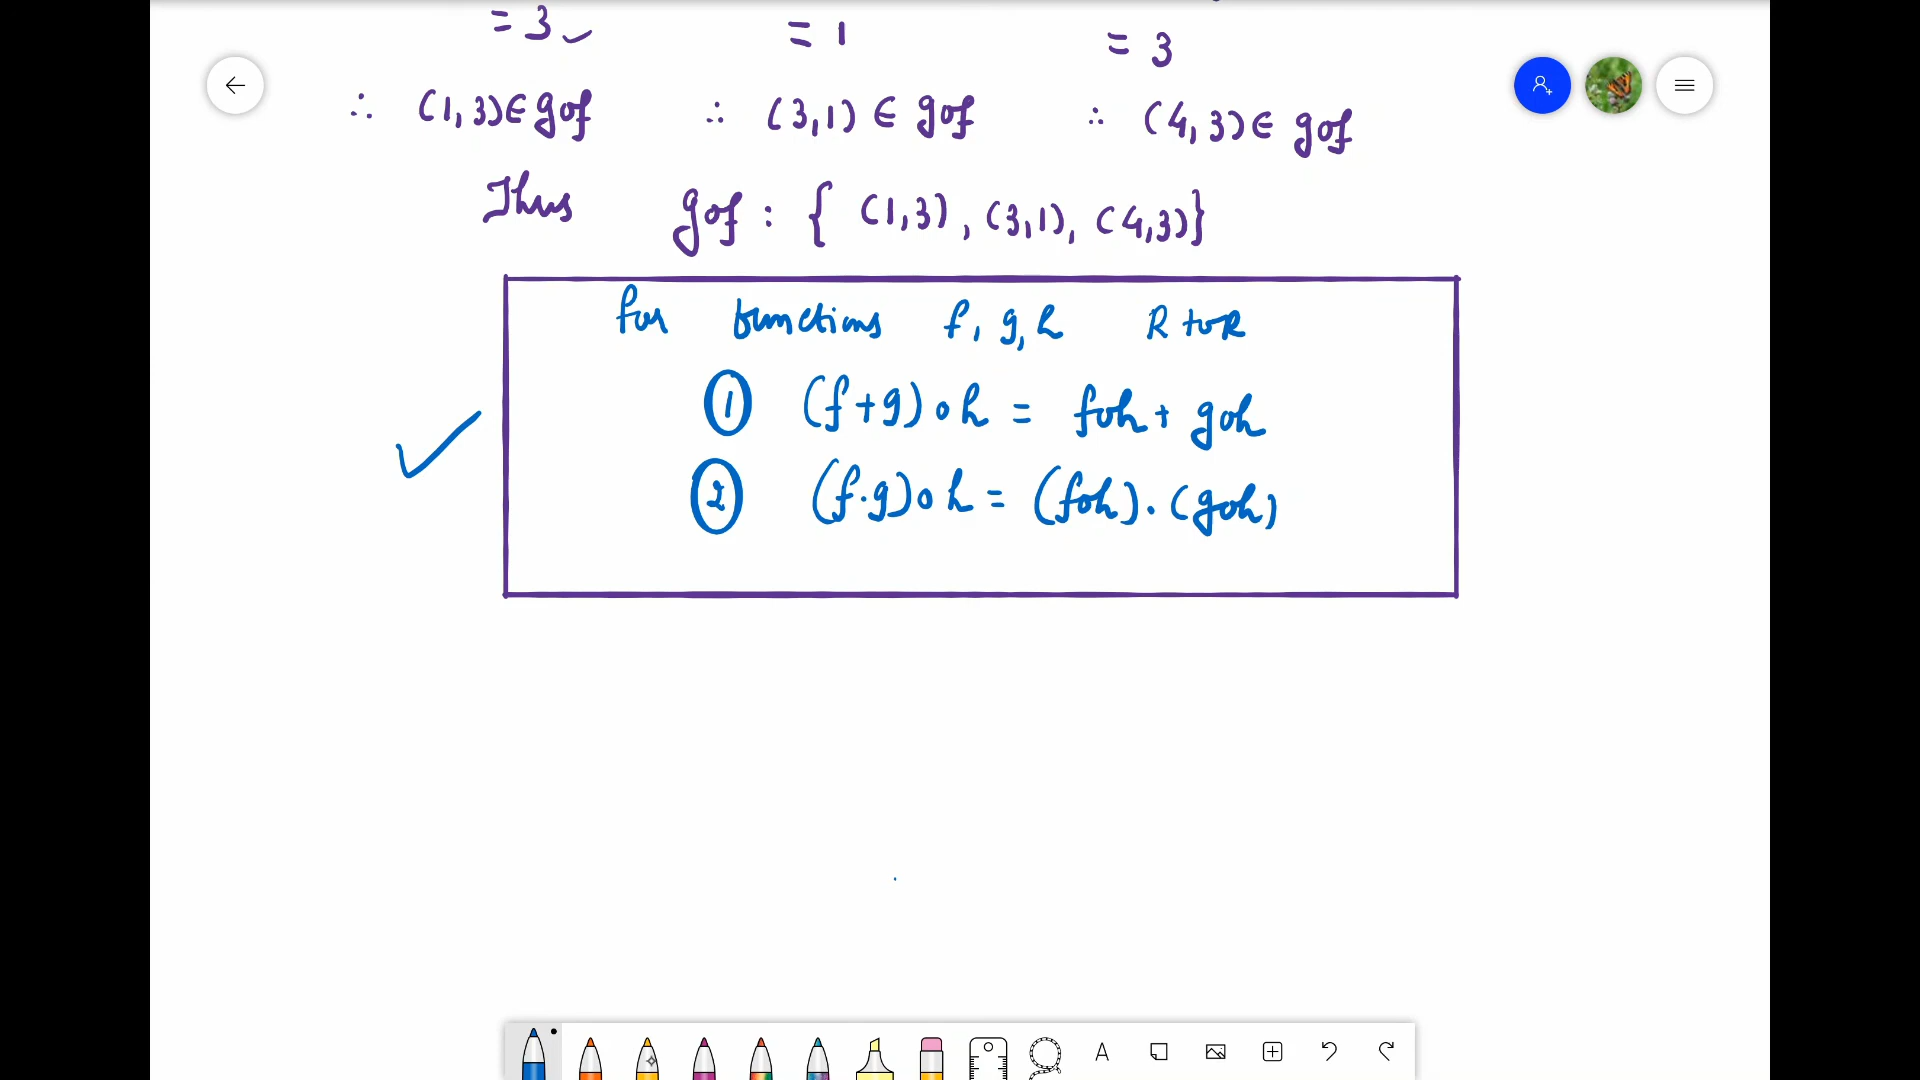 = 3 = 1 = 3
∴ (1,3)∈gof ∴ (3,1) ∈ gof ∴ (4,3)∈ gof
Thus gof : { (1,3), (3,1), (4,3)}
for functions f, g, h R to R
① (f+g)∘h = foh + goh
② (f.g)∘h = (foh).(goh)
A